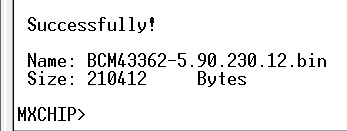 Successfully!
Name: BCM43362-5.90.230.12.bin
Size: 210412     Bytes
MXCHIP>